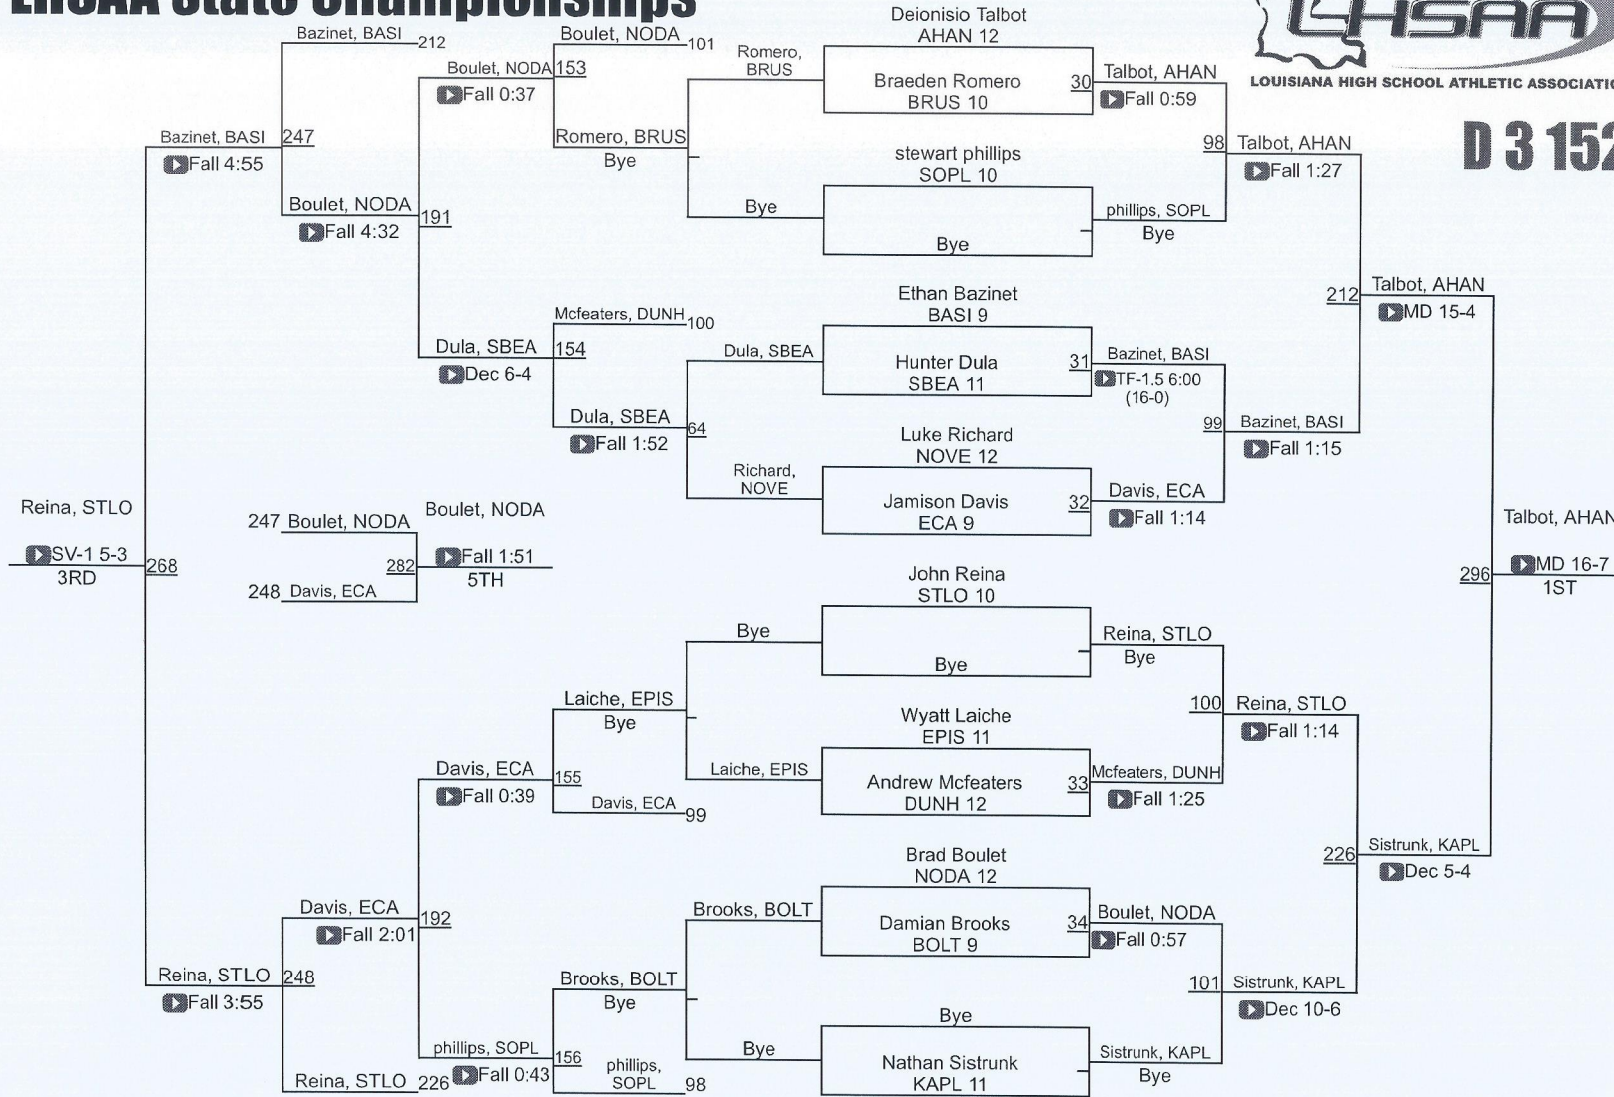 LHSAA State Championships
LHSAA
LOUISIANA HIGH SCHOOL ATHLETIC ASSOCIATIO
D 3 152
Deionisio Talbot
AHAN 12
Braeden Romero
BRUS 10
30
stewart phillips
SOPL 10
Bye
Ethan Bazinet
BASI 9
Hunter Dula
SBEA 11
31
Luke Richard
NOVE 12
Jamison Davis
ECA 9
32
John Reina
STLO 10
Bye
Wyatt Laiche
EPIS 11
Andrew Mcfeaters
DUNH 12
33
Brad Boulet
NODA 12
Damian Brooks
BOLT 9
34
Bye
Nathan Sistrunk
KAPL 11
Talbot, AHAN
Fall 0:59
phillips, SOPL
Bye
Bazinet, BASI
TF-1.5 6:00
(16-0)
Davis, ECA
Fall 1:14
Reina, STLO
Bye
Mcfeaters, DUNH
Fall 1:25
Boulet, NODA
Fall 0:57
Sistrunk, KAPL
Bye
98
Talbot, AHAN
Fall 1:27
99
Bazinet, BASI
Fall 1:15
100
Reina, STLO
Fall 1:14
101
Sistrunk, KAPL
Dec 10-6
212
Talbot, AHAN
MD 15-4
226
Sistrunk, KAPL
Dec 5-4
296
Talbot, AHAN
MD 16-7
1ST
Romero,
BRUS
Bye
Dula, SBEA
Richard,
NOVE
Bye
Laiche, EPIS
Brooks, BOLT
Bye
Boulet, NODA
101
Romero, BRUS
Bye
Mcfeaters, DUNH
100
Dula, SBEA
64
Fall 1:52
Laiche, EPIS
Bye
Davis, ECA
99
Brooks, BOLT
Bye
phillips,
SOPL
98
Boulet, NODA
153
Fall 0:37
Dula, SBEA
154
Dec 6-4
Davis, ECA
155
Fall 0:39
phillips, SOPL
156
Fall 0:43
Bazinet, BASI
212
Boulet, NODA
191
Fall 4:32
Davis, ECA
192
Fall 2:01
Reina, STLO
226
Bazinet, BASI
247
Fall 4:55
Reina, STLO
248
Fall 3:55
Reina, STLO
SV-1 5-3
268
3RD
247 Boulet, NODA
248 Davis, ECA
282
Boulet, NODA
Fall 1:51
5TH